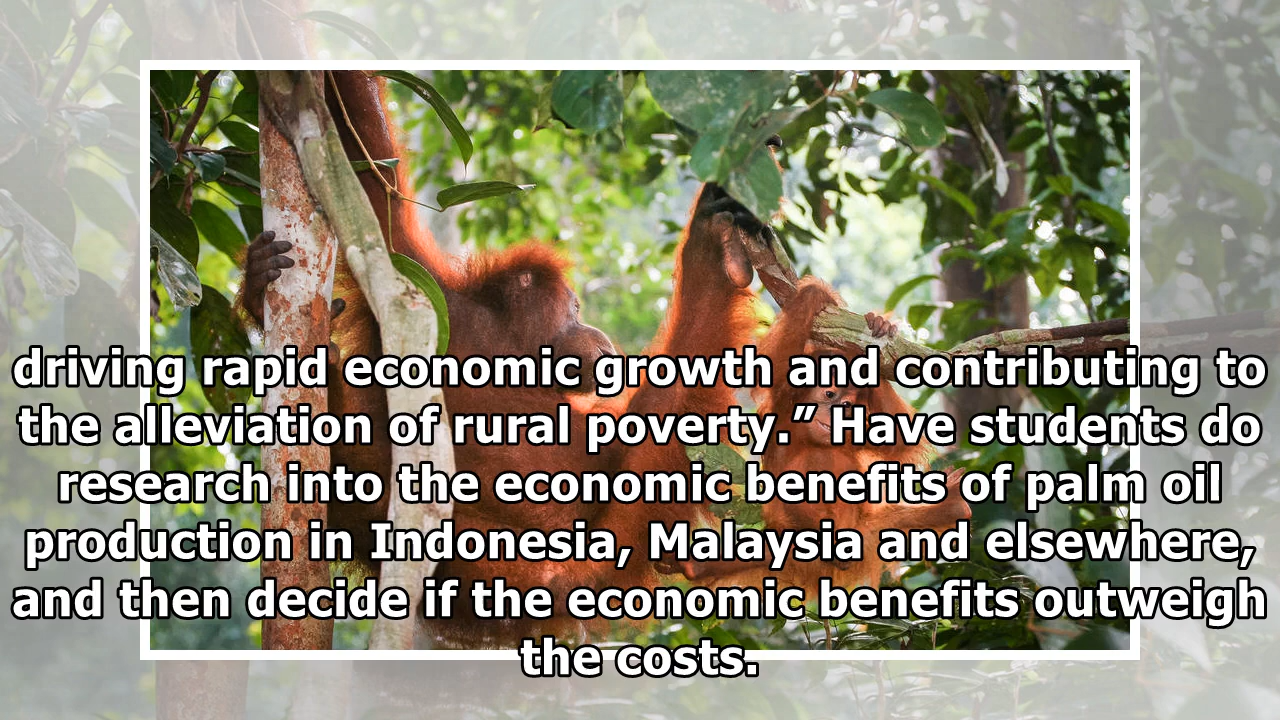 driving rapid economic growth and contributing to
the alleviation of rural poverty.” Have students do
research into the economic benefits of palm oil
production in Indonesia, Malaysia and elsewhere,
and then decide if the economic benefits outweigh
the costs.